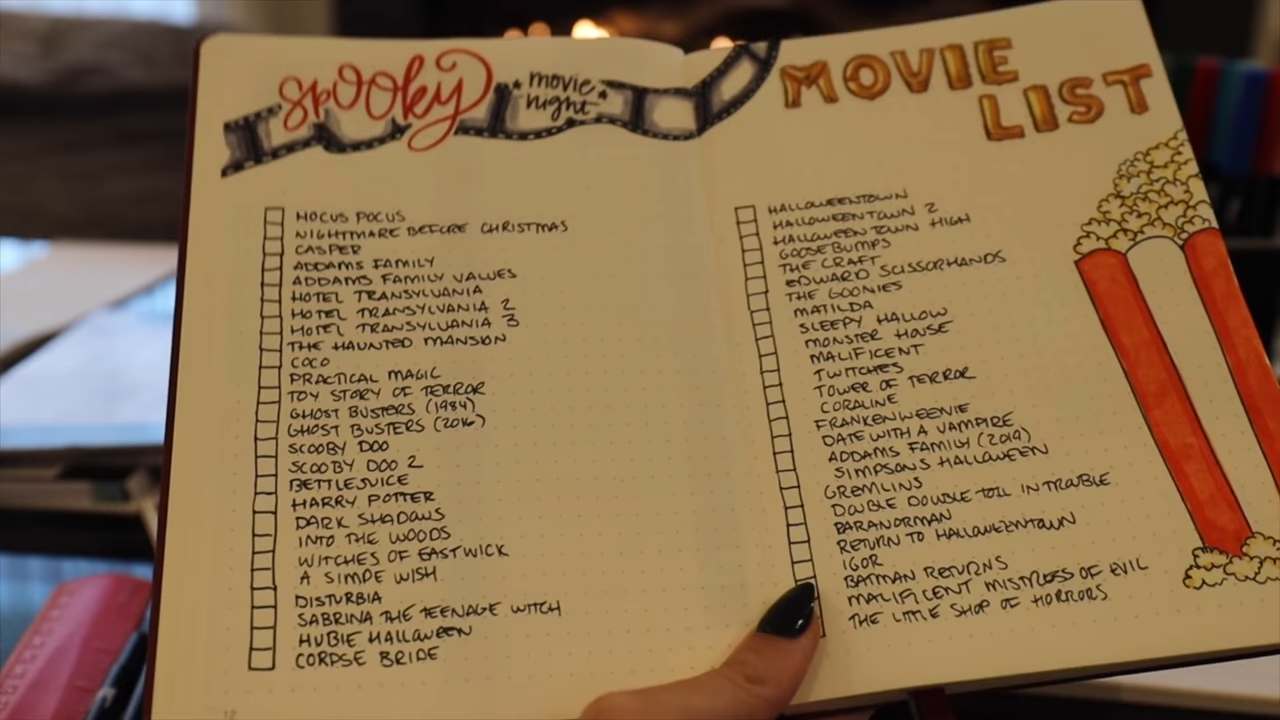 SPOOKY
movie
night
HOCUS POCUS
NIGHTMARE BEFORE CHRISTMAS
CASPER
ADDAMS FAMILY
ADDAMS FAMILY VALUES
HOTEL TRANSYLVANIA
HOTEL TRANSYLVANIA 2
HOTEL TRANSYLVANIA 3
THE HAUNTED MANSION
COCO
PRACTICAL MAGIC
TOY STORY OF TERROR
GHOST BUSTERS (1984)
GHOST BUSTERS (2016)
SCOOBY DOO
SCOOBY DOO 2
BETTLEJUICE
HARRY POTTER
DARK SHADOWS
INTO THE WOODS
WITCHES OF EASTWICK
A SIMPE WISH
DISTURBIA
SABRINA THE TEENAGE WITCH
HUBIE HALLOWEEN
CORPSE BRIDE
12
MOVIE
LIST
HALLOWEENTOWN
HALLOWEENTOWN 2
HALLOWEENTOWN HIGH
GOOSEBUMPS
THE CRAFT
EDWARD SCISSORHANDS
THE GOONIES
MATILDA
SLEEPY HALLOW
MONSTER HOUSE
MALIFICENT
TWITCHES
TOWER OF TERROR
CORALINE
FRANKENWEENIE
DATE WITH A VAMPIRE
ADDAMS FAMILY (2019)
SIMPSONS HALLOWEEN
GREMLINS
DOUBLE DOUBLE TOIL IN TROUBLE
PARANORMAN
RETURN TO HALLOWEENTOWN
IGOR
BATMAN RETURNS
MALIFICENT MISTRESS OF EVIL
THE LITTLE SHOP OF HORRORS